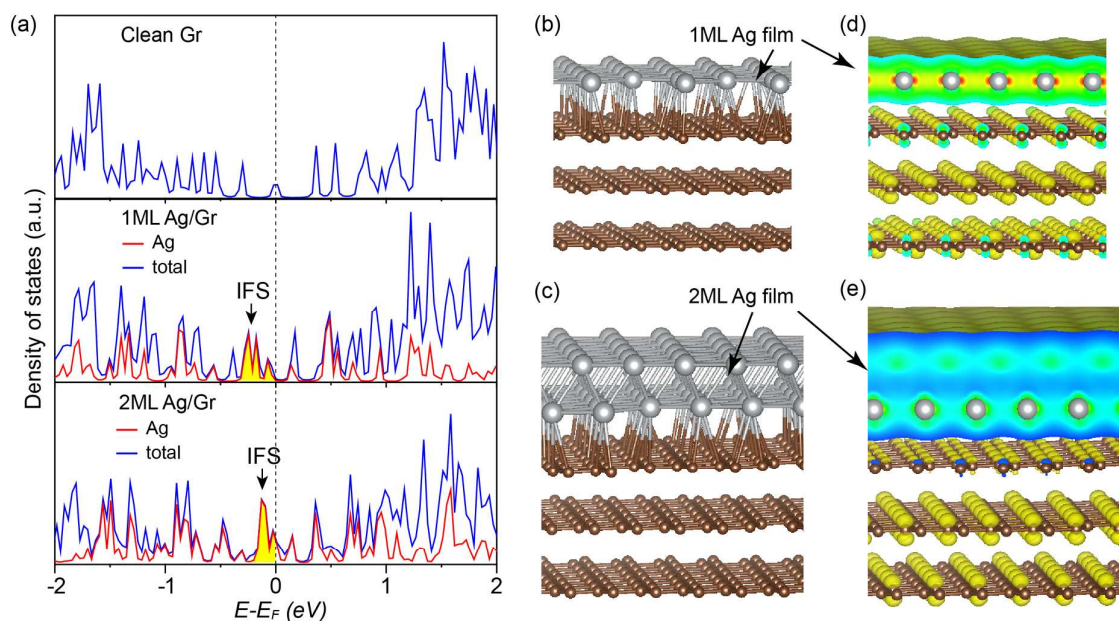 (a)
Clean Gr
1ML Ag/Gr
Ag
total
IFS
2ML Ag/Gr
Ag
total
IFS
Density of states (a.u.)
-2
-1
0
1
2
E-E_F (eV)
(b)
1ML Ag film
(d)
(c)
2ML Ag film
(e)